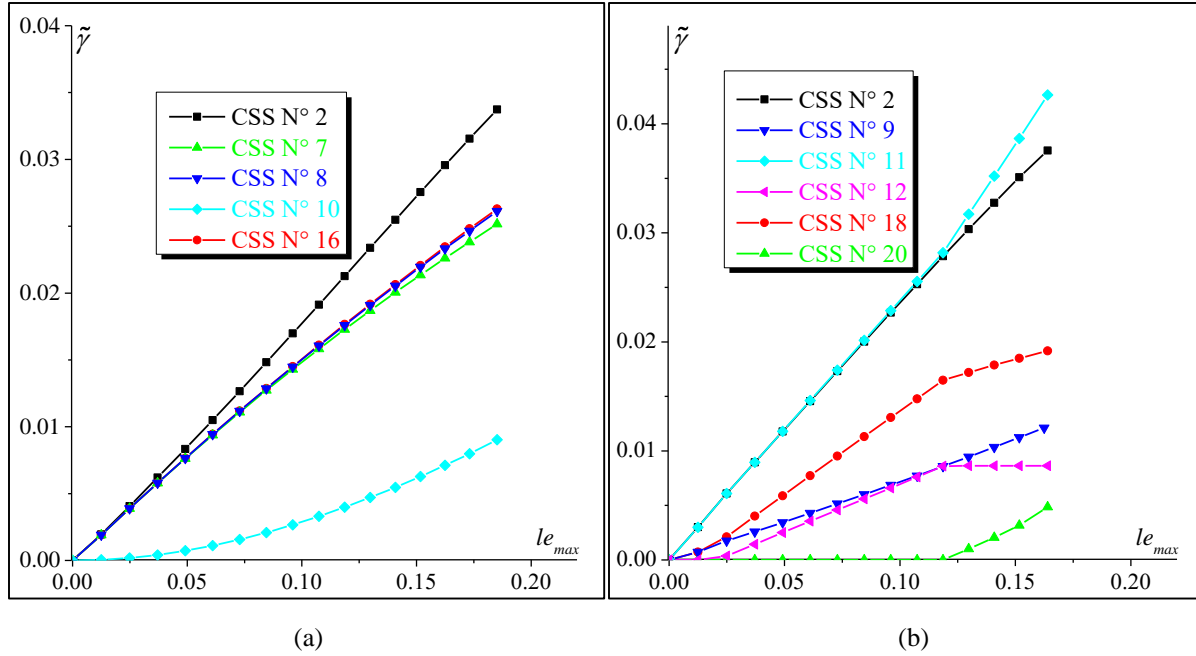 0.04
γ̃
CSS N° 2
CSS N° 7
CSS N° 8
CSS N° 10
CSS N° 16
0.03
0.02
0.01
0.00
le_max
0.00 0.05 0.10 0.15 0.20
(a)
γ̃
CSS N° 2
CSS N° 9
CSS N° 11
CSS N° 12
CSS N° 18
CSS N° 20
0.04
0.03
0.02
0.01
0.00
le_max
0.00 0.05 0.10 0.15 0.20
(b)